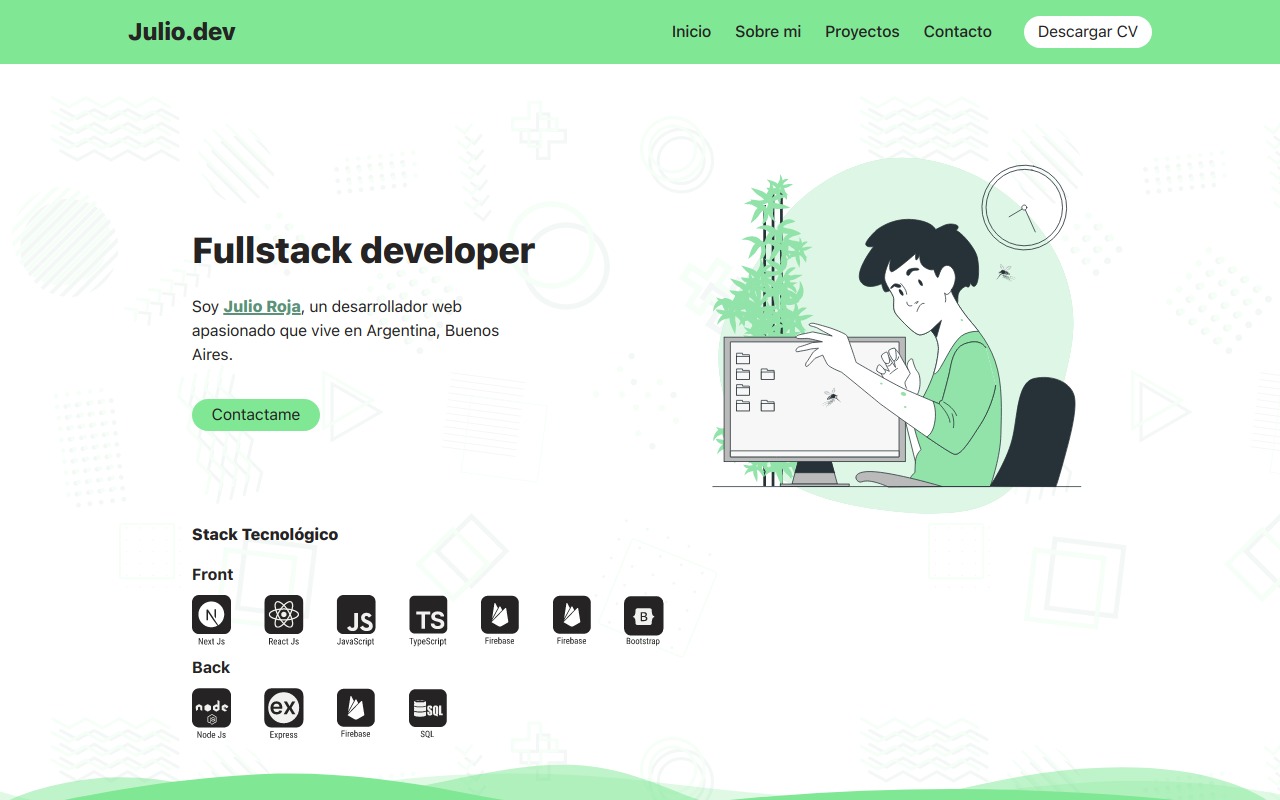 Julio.dev
Inicio
Sobre mi
Proyectos
Contacto
Descargar CV
Fullstack developer
Soy Julio Roja, un desarrollador web
apasionado que vive en Argentina, Buenos
Aires.
Contactame
Stack Tecnológico
Front
N
JS
TS
B
Next Js
React Js
JavaScript
TypeScript
Firebase
Firebase
Bootstrap
Back
node
JS
ex
SQL
Node Js
Express
Firebase
SQL